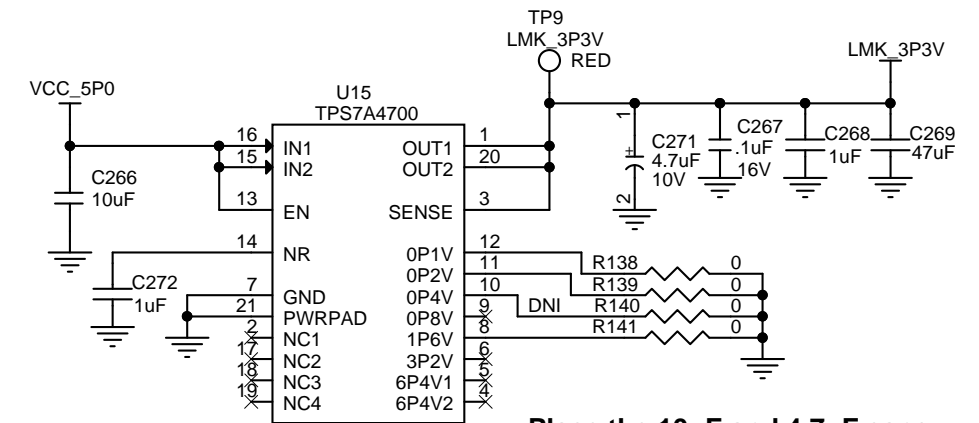 TP9
LMK_3P3V
RED
LMK_3P3V
VCC_5P0
U15
TPS7A4700
16
IN1
OUT1
1
15
IN2
OUT2
20
13
EN
SENSE
3
14
NR
0P1V
12
0P2V
11
7
GND
0P4V
10
21
PWRPAD
0P8V
9
2
NC1
1P6V
8
17
NC2
3P2V
6
18
NC3
6P4V1
5
19
NC4
6P4V2
4
C266
10uF
C272
1uF
1
+
C271
4.7uF
10V
2
C267
.1uF
16V
C268
1uF
C269
47uF
R138
0
R139
0
DNI
R140
0
R141
0